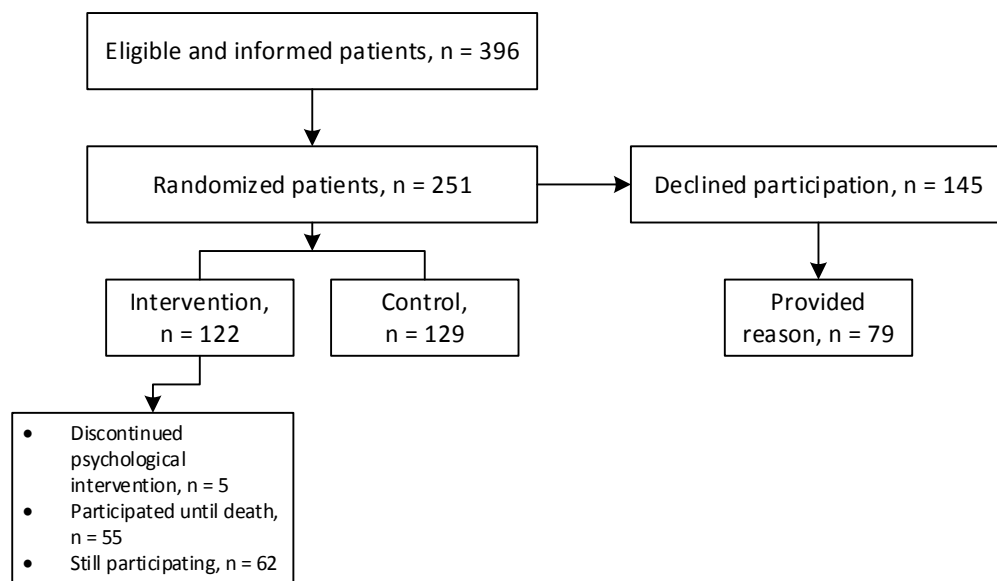 Eligible and informed patients, n = 396
Randomized patients, n = 251
Declined participation, n = 145
Intervention,
n = 122
Control,
n = 129
Provided
reason, n = 79
• Discontinued
psychological
intervention, n = 5
• Participated until death,
n = 55
• Still participating, n = 62